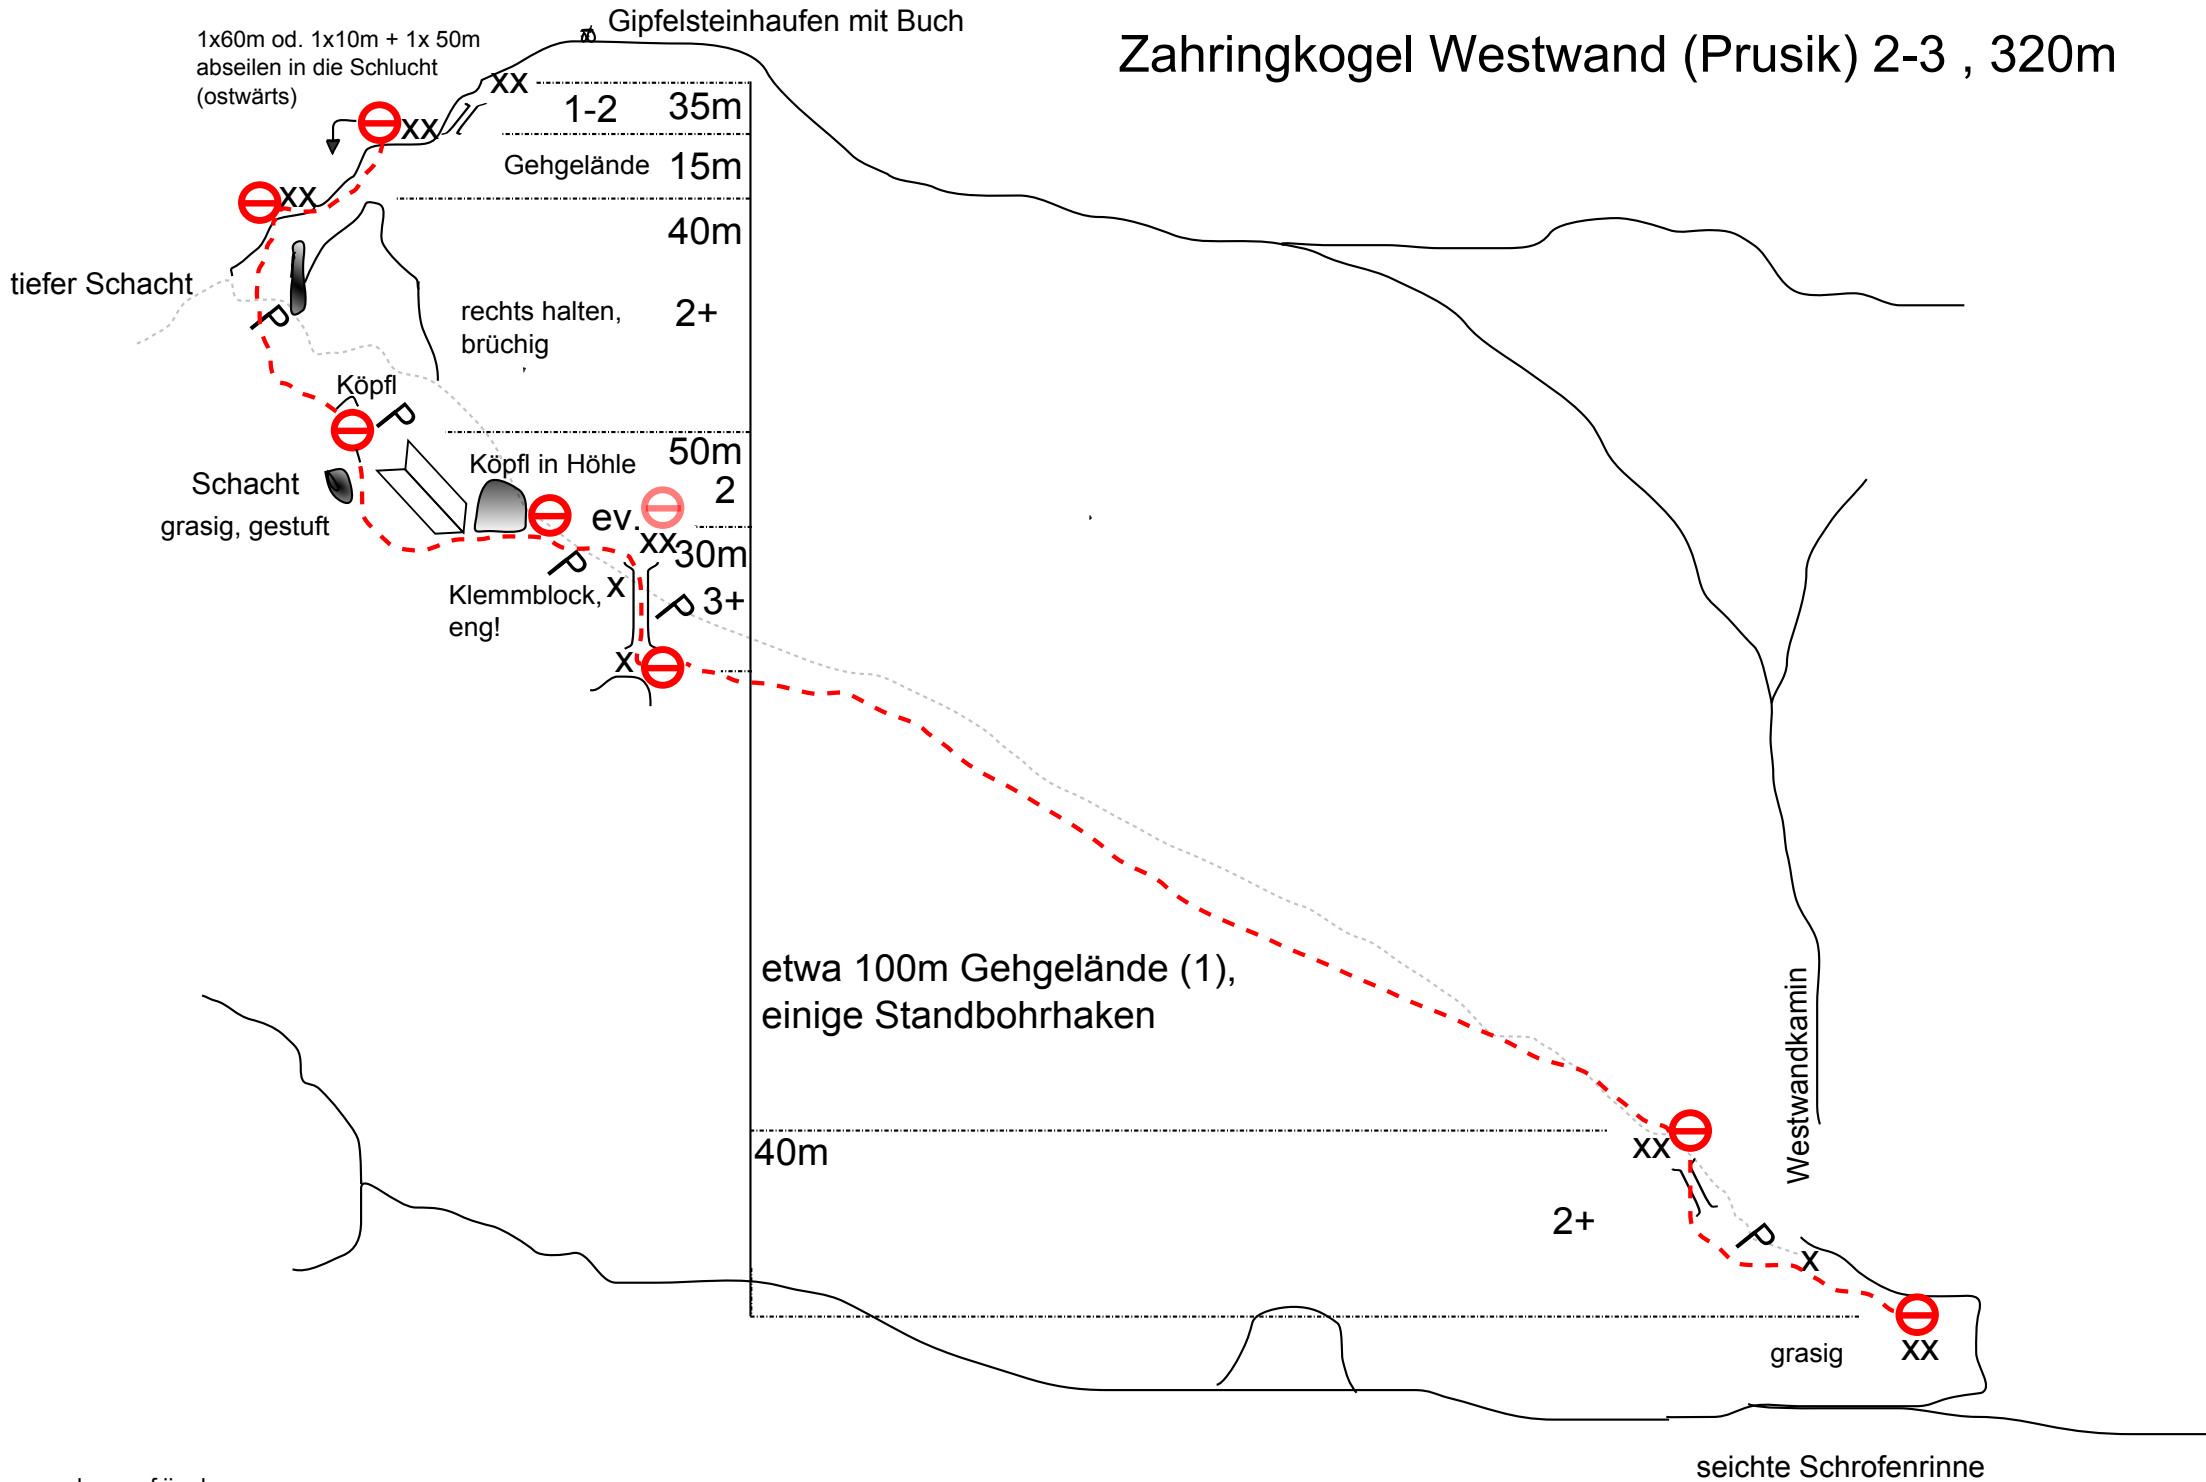 Gipfelsteinhaufen mit Buch
Zahringkogel Westwand (Prusik) 2-3 , 320m
1x60m od. 1x10m + 1x 50m
abseilen in die Schlucht
(ostwärts)
xx
1-2
35m
xx
Gehgelände
15m
xx
40m
tiefer Schacht
P
rechts halten,
brüchig
2+
Köpfl
P
50m
Köpfl in Höhle
Schacht
grasig, gestuft
2
ev.
xx
30m
P
x
Klemmblock,
eng!
P
3+
x
etwa 100m Gehgelände (1),
einige Standbohrhaken
Westwandkamin
40m
xx
2+
P
x
grasig
xx
seichte Schrofenrinne